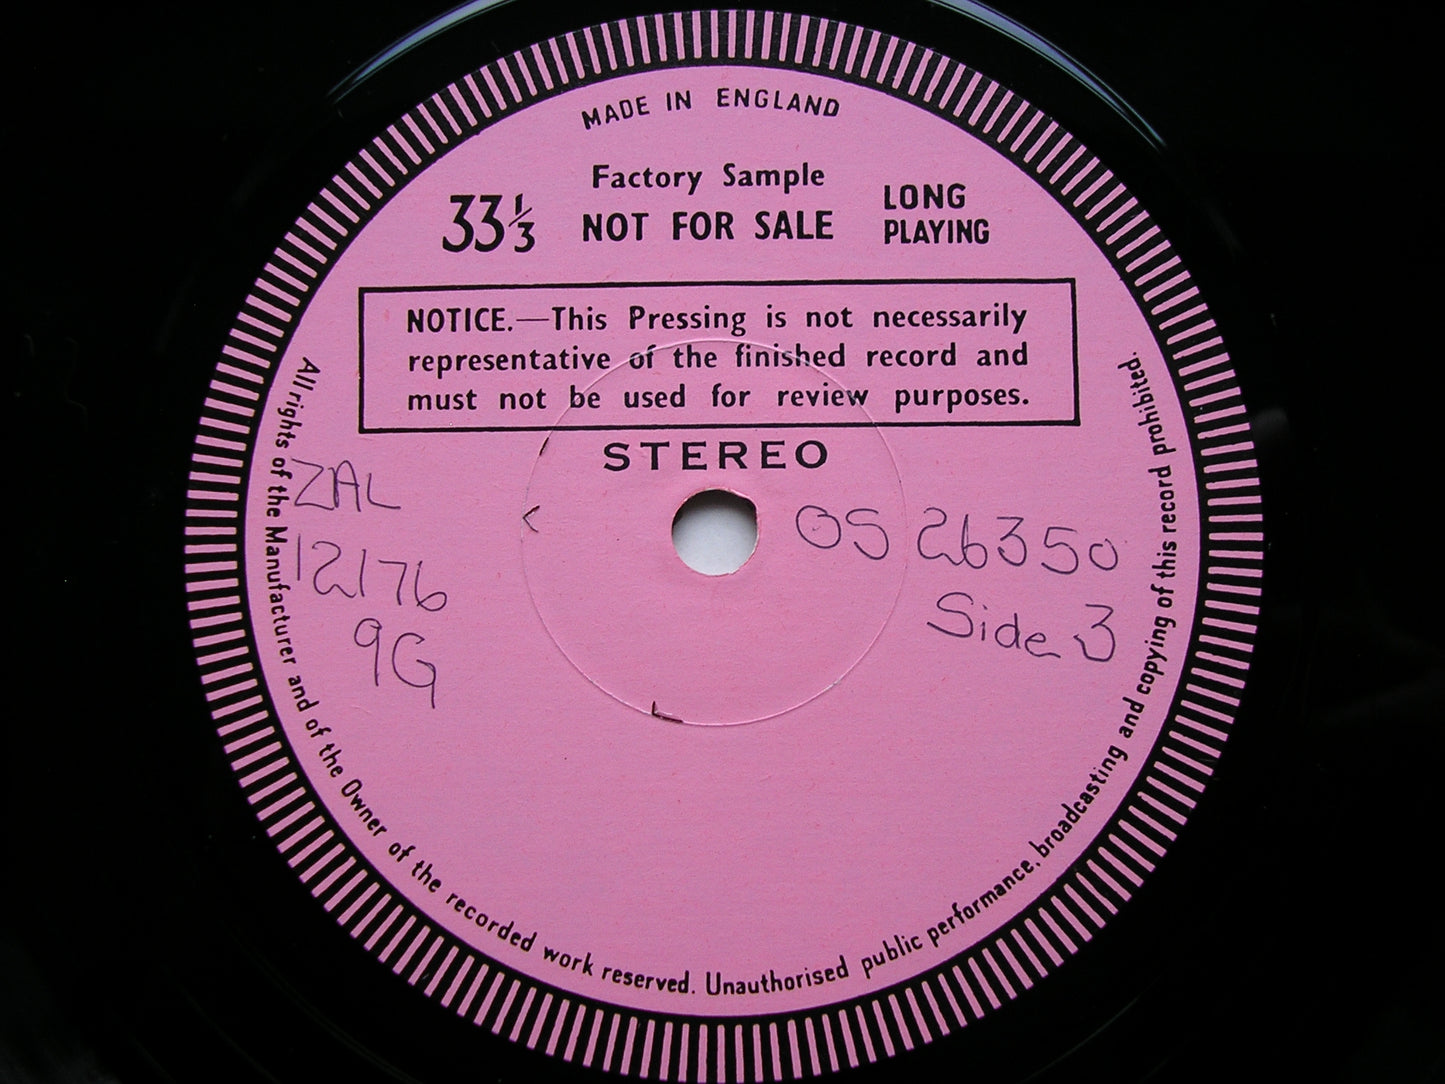 MADE IN ENGLAND
Factory Sample
33⅓ NOT FOR SALE LONG PLAYING
NOTICE.—This Pressing is not necessarily
representative of the finished record and
must not be used for review purposes.
STEREO
ZAL
12176
9G
OS 26350
Side 3
All rights of the Manufacturer and of the Owner of the recorded work reserved. Unauthorised public performance, broadcasting and copying of this record prohibited.